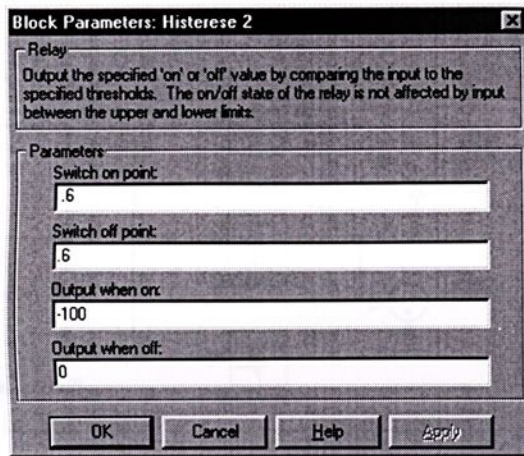 Block Parameters: Histerese 2
Relay
Output the specified 'on' or 'off' value by comparing the input to the
specified thresholds. The on/off state of the relay is not affected by input
between the upper and lower limits.
Parameters
Switch on point:
.6
Switch off point:
.6
Output when on:
-100
Output when off:
0
OK
Cancel
Help
Apply